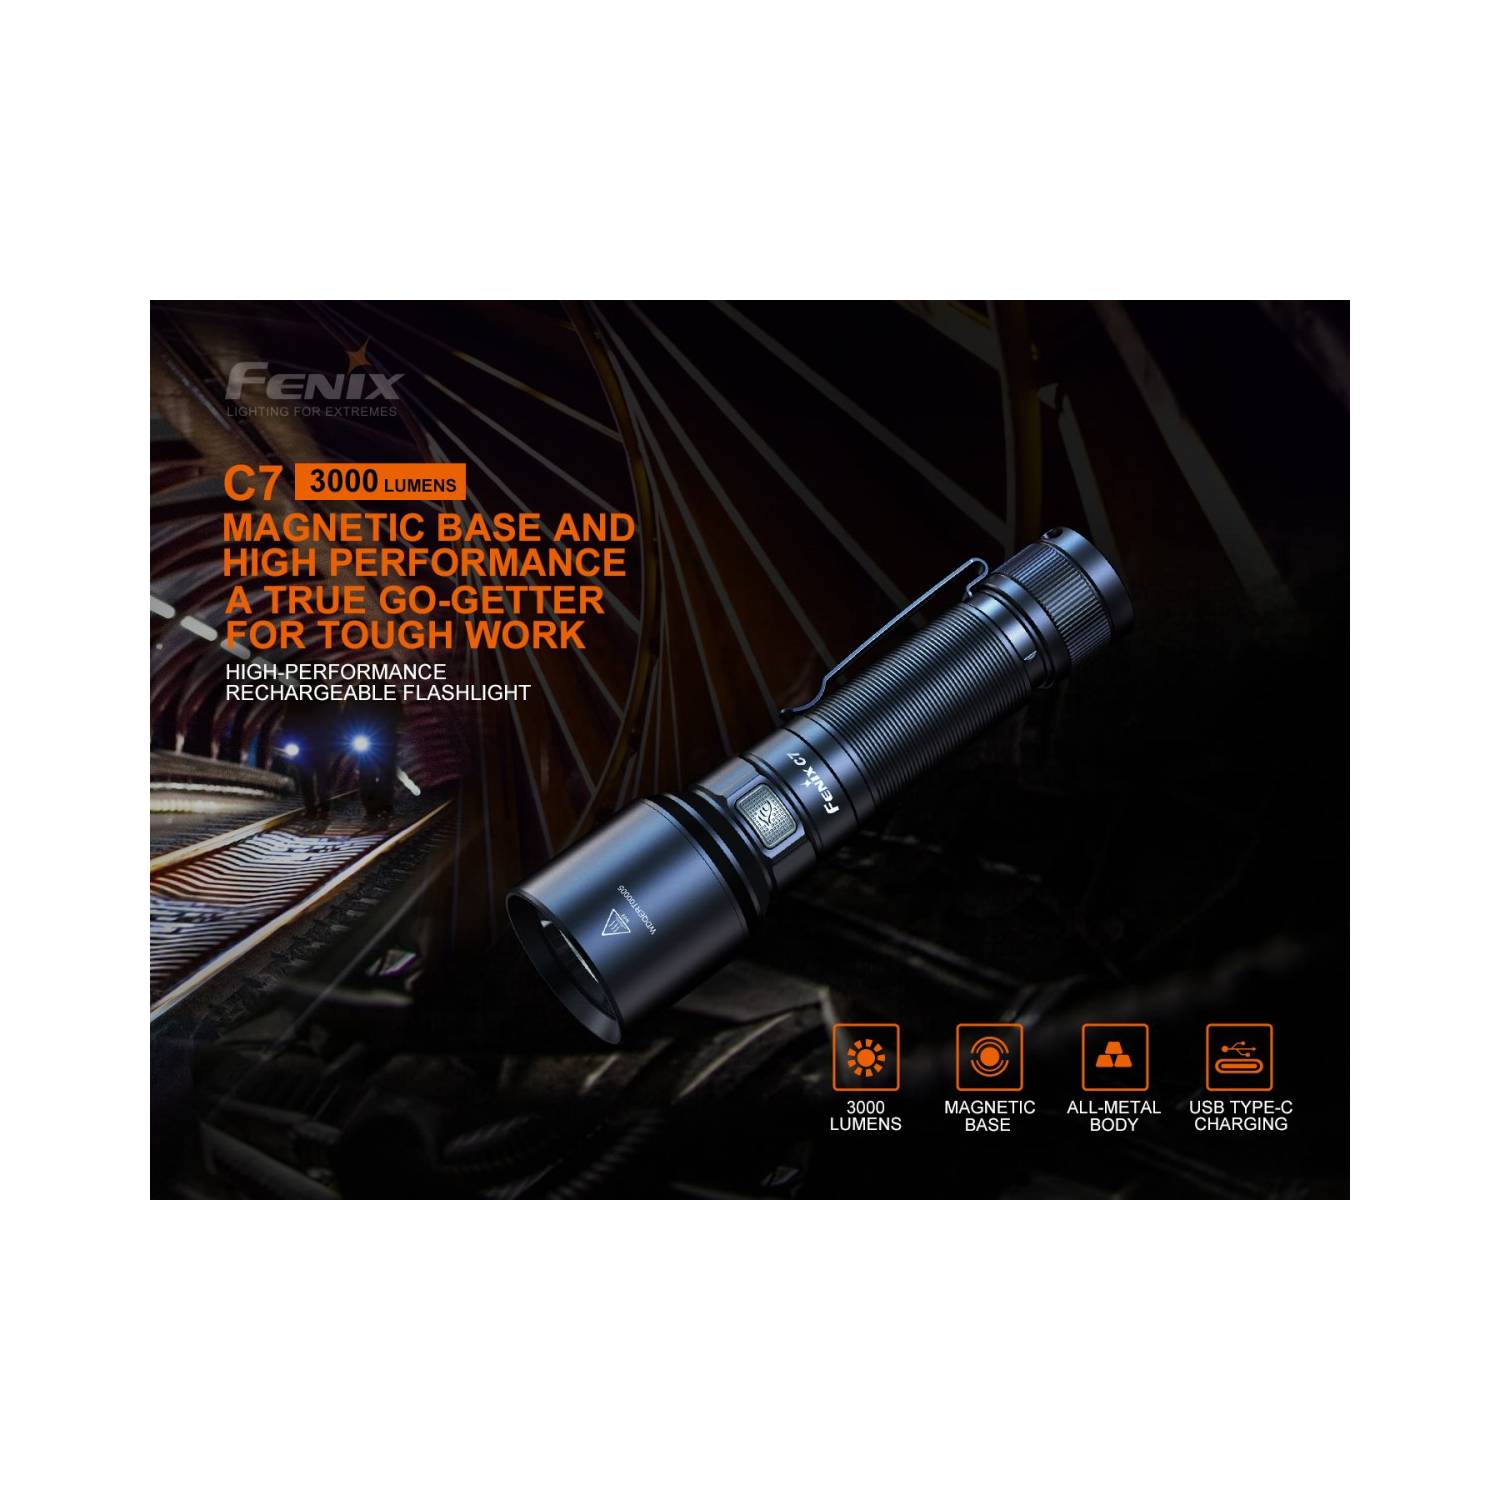 FENIX
LIGHTING FOR EXTREMES
C7 3000 LUMENS
MAGNETIC BASE AND
HIGH PERFORMANCE
A TRUE GO-GETTER
FOR TOUGH WORK
HIGH-PERFORMANCE
RECHARGEABLE FLASHLIGHT
FENIX C7
WDQERT00005
3000
LUMENS
MAGNETIC
BASE
ALL-METAL
BODY
USB TYPE-C
CHARGING